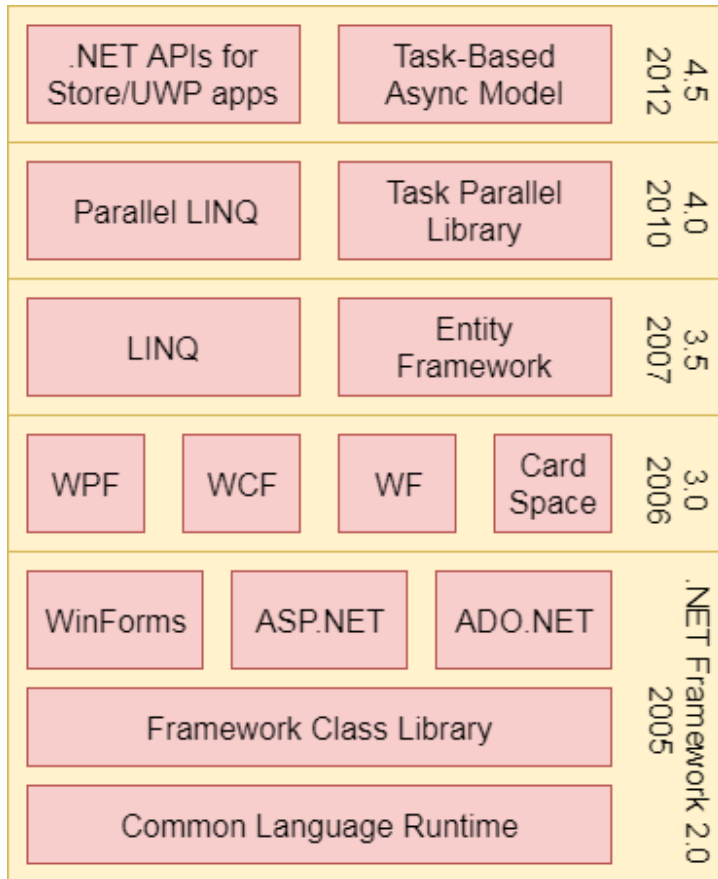 .NET APIs for
Store/UWP apps
Task-Based
Async Model
4.5
2012
Parallel LINQ
Task Parallel
Library
4.0
2010
LINQ
Entity
Framework
3.5
2007
WPF
WCF
WF
Card
Space
3.0
2006
WinForms
ASP.NET
ADO.NET
Framework Class Library
Common Language Runtime
.NET Framework 2.0
2005